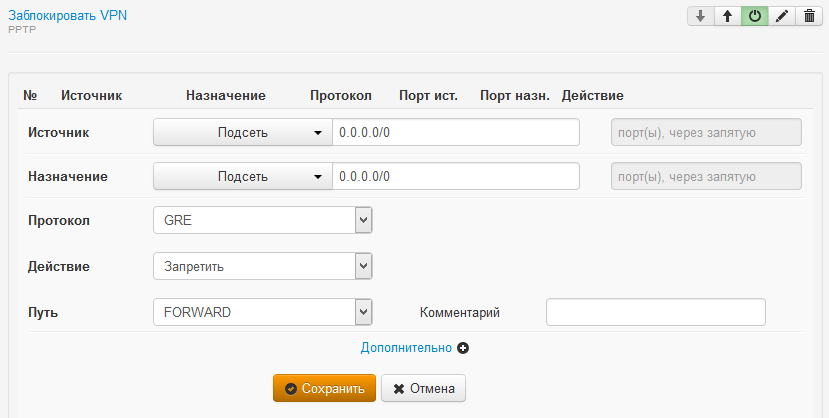 Заблокировать VPN
PPTP
№ Источник Назначение Протокол Порт ист. Порт назн. Действие
Источник Подсеть 0.0.0.0/0 порт(ы), через запятую
Назначение Подсеть 0.0.0.0/0 порт(ы), через запятую
Протокол GRE
Действие Запретить
Путь FORWARD Комментарий
Дополнительно
Сохранить Отмена